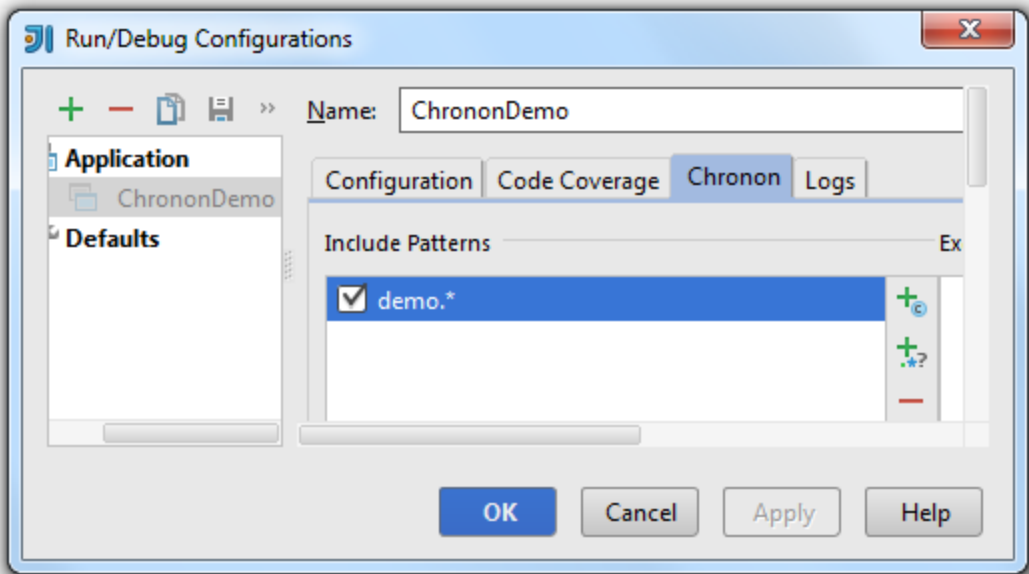 Run/Debug Configurations
Name: ChrononDemo
Application
ChrononDemo
Defaults
Configuration Code Coverage Chronon Logs
Include Patterns Ex
demo.*
OK Cancel Apply Help